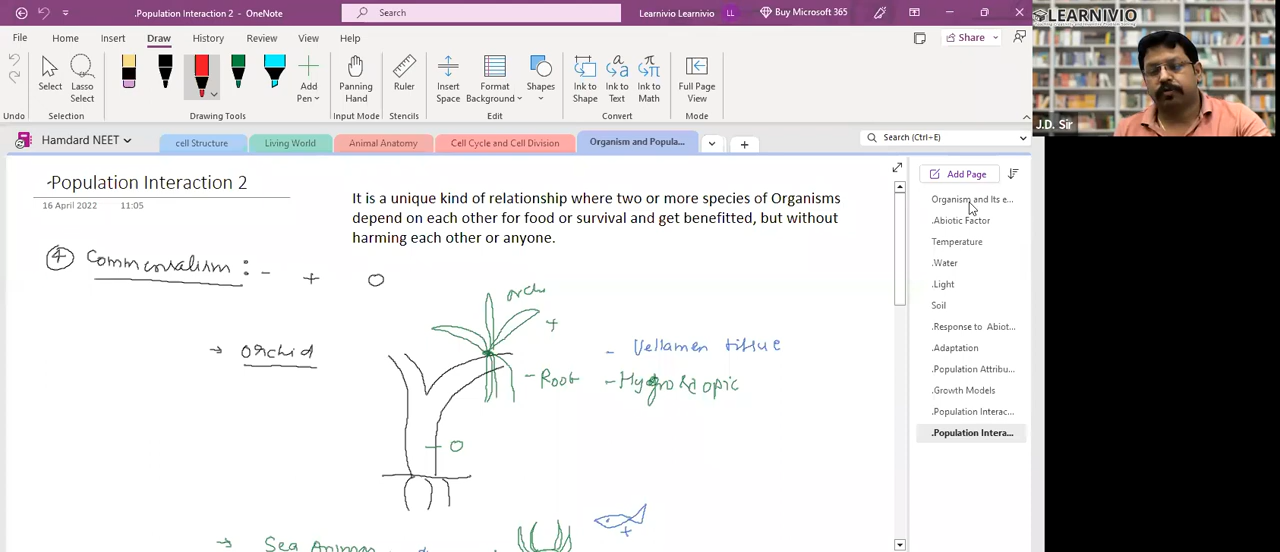 .Population Interaction 2 - OneNote
Search
Learnivio Learnivio
LL
Buy Microsoft 365
LEARNIVIO
File
Home
Insert
Draw
History
Review
View
Help
Share
Select
Lasso Select
Add Pen
Panning Hand
Ruler
Insert Space
Format Background
Shapes
Ink to Shape
Ink to Text
Ink to Math
Full Page View
Undo
Selection
Drawing Tools
Input Mode
Stencils
Edit
Convert
Mode
J.D. Sir
Hamdard NEET
cell Structure
Living World
Animal Anatomy
Cell Cycle and Cell Division
Organism and Popula...
Search (Ctrl+E)
.Population Interaction 2
16 April 2022 11:05
It is a unique kind of relationship where two or more species of Organisms
depend on each other for food or survival and get benefitted, but without
harming each other or anyone.
④ Commensalism :- + O
→ Orchid
orchi
+
- Vellamen tissue
- Root
- Hygroscopic
O
+
→ Sea
Add Page
Organism and Its e...
.Abiotic Factor
Temperature
.Water
.Light
Soil
.Response to Abiot...
.Adaptation
.Population Attribu...
.Growth Models
.Population Interac...
.Population Intera...